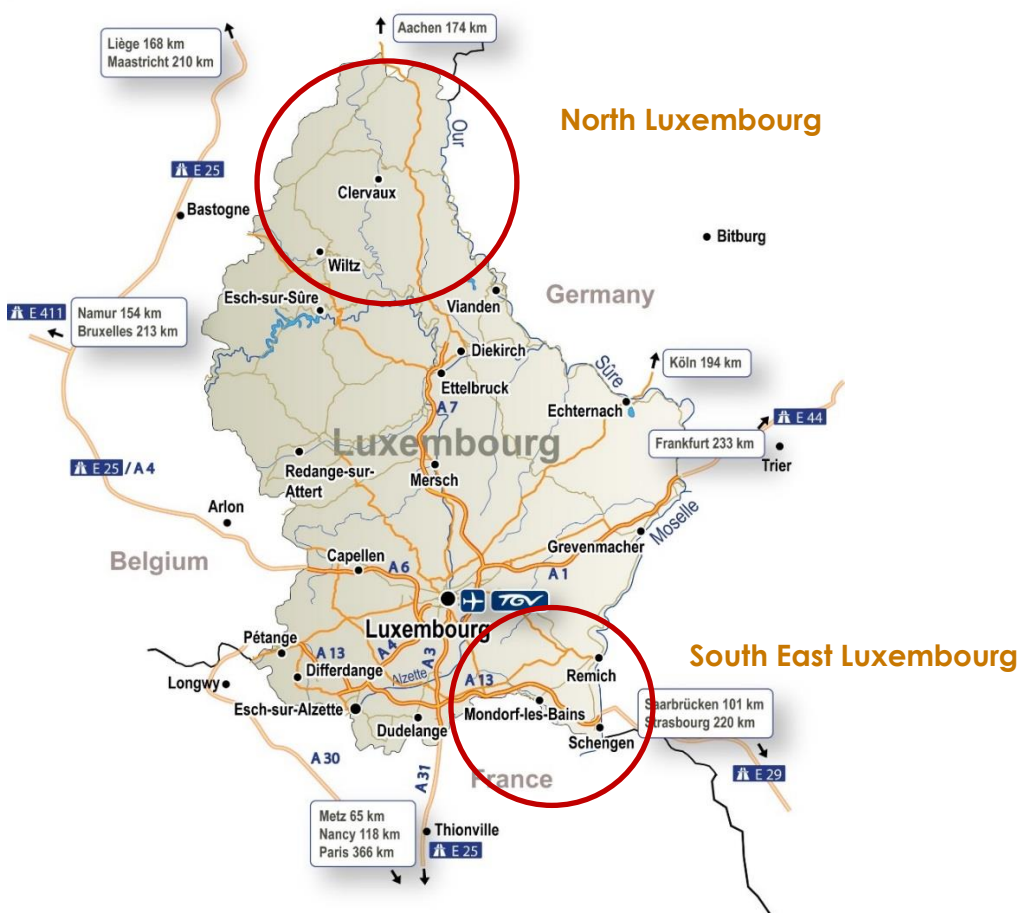 Aachen 174 km
Liège 168 km
Maastricht 210 km
North Luxembourg
Our
E 25
Clervaux
Bastogne
Bitburg
Wiltz
Germany
Esch-sur-Sûre
Vianden
E 411
Namur 154 km
Bruxelles 213 km
Diekirch
Sûre
Köln 194 km
Ettelbruck
A 7
Echternach
E 44
Luxembourg
Frankfurt 233 km
Trier
E 25 / A 4
Redange-sur-
Attert
Mersch
Arlon
Moselle
Grevenmacher
Belgium
Capellen
A 6
A 1
TGV
Luxembourg
Pétange
A 13
A 4
A 3
South East Luxembourg
Remich
Differdange
Alzette
A 13
Longwy
Saarbrücken 101 km
Strasbourg 220 km
Esch-sur-Alzette
Mondorf-les-Bains
Dudelange
Schengen
A 30
A 31
France
E 29
Metz 65 km
Nancy 118 km
Paris 366 km
Thionville
E 25